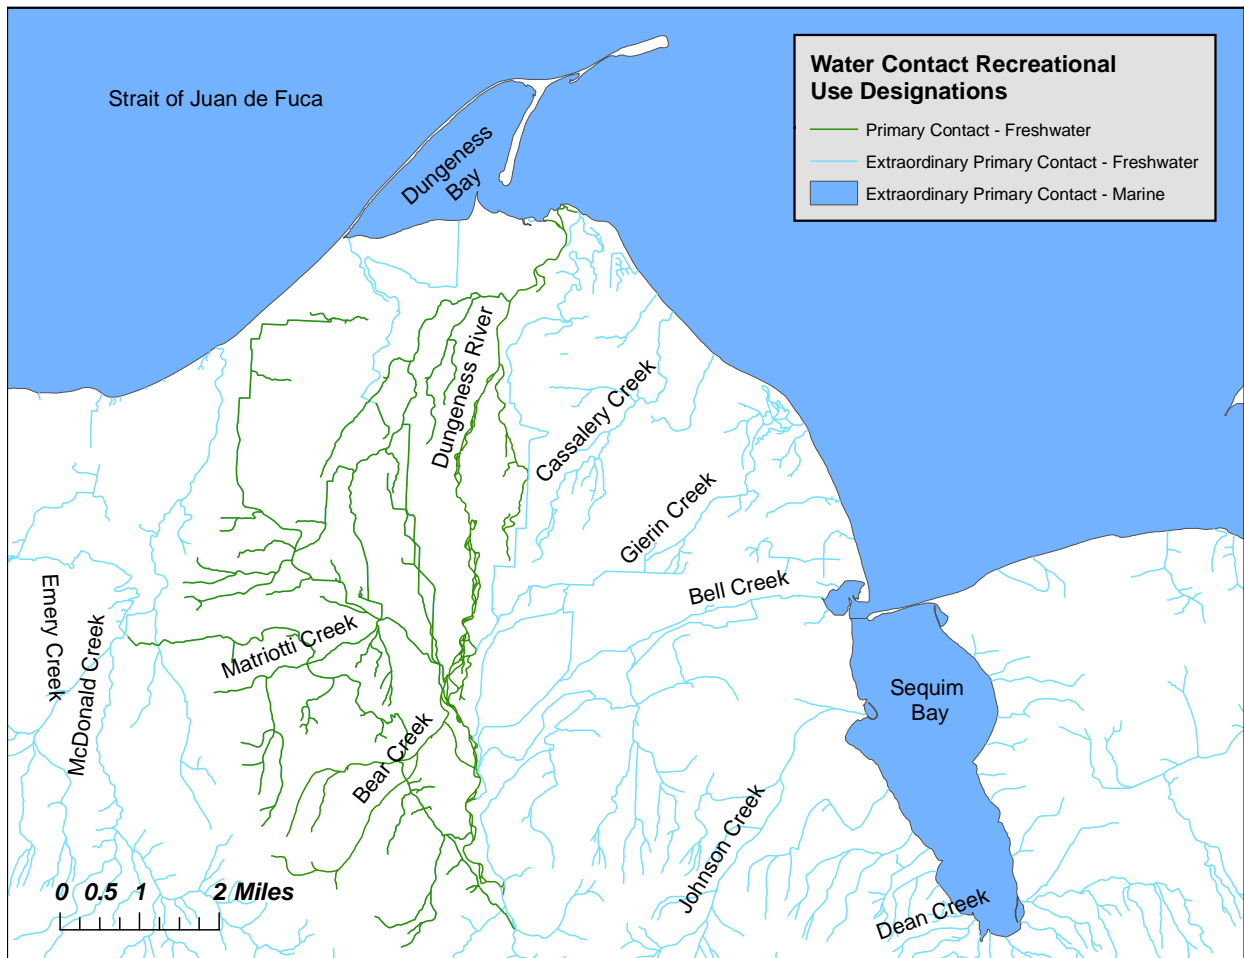 Strait of Juan de Fuca
Water Contact Recreational
Use Designations
Primary Contact - Freshwater
Extraordinary Primary Contact - Freshwater
Extraordinary Primary Contact - Marine
Dungeness
Bay
Dungeness River
Cassalery Creek
Gierin Creek
Bell Creek
Emery Creek
McDonald Creek
Matriotti Creek
Bear Creek
Sequim
Bay
Johnson Creek
Dean Creek
0 0.5 1 2 Miles